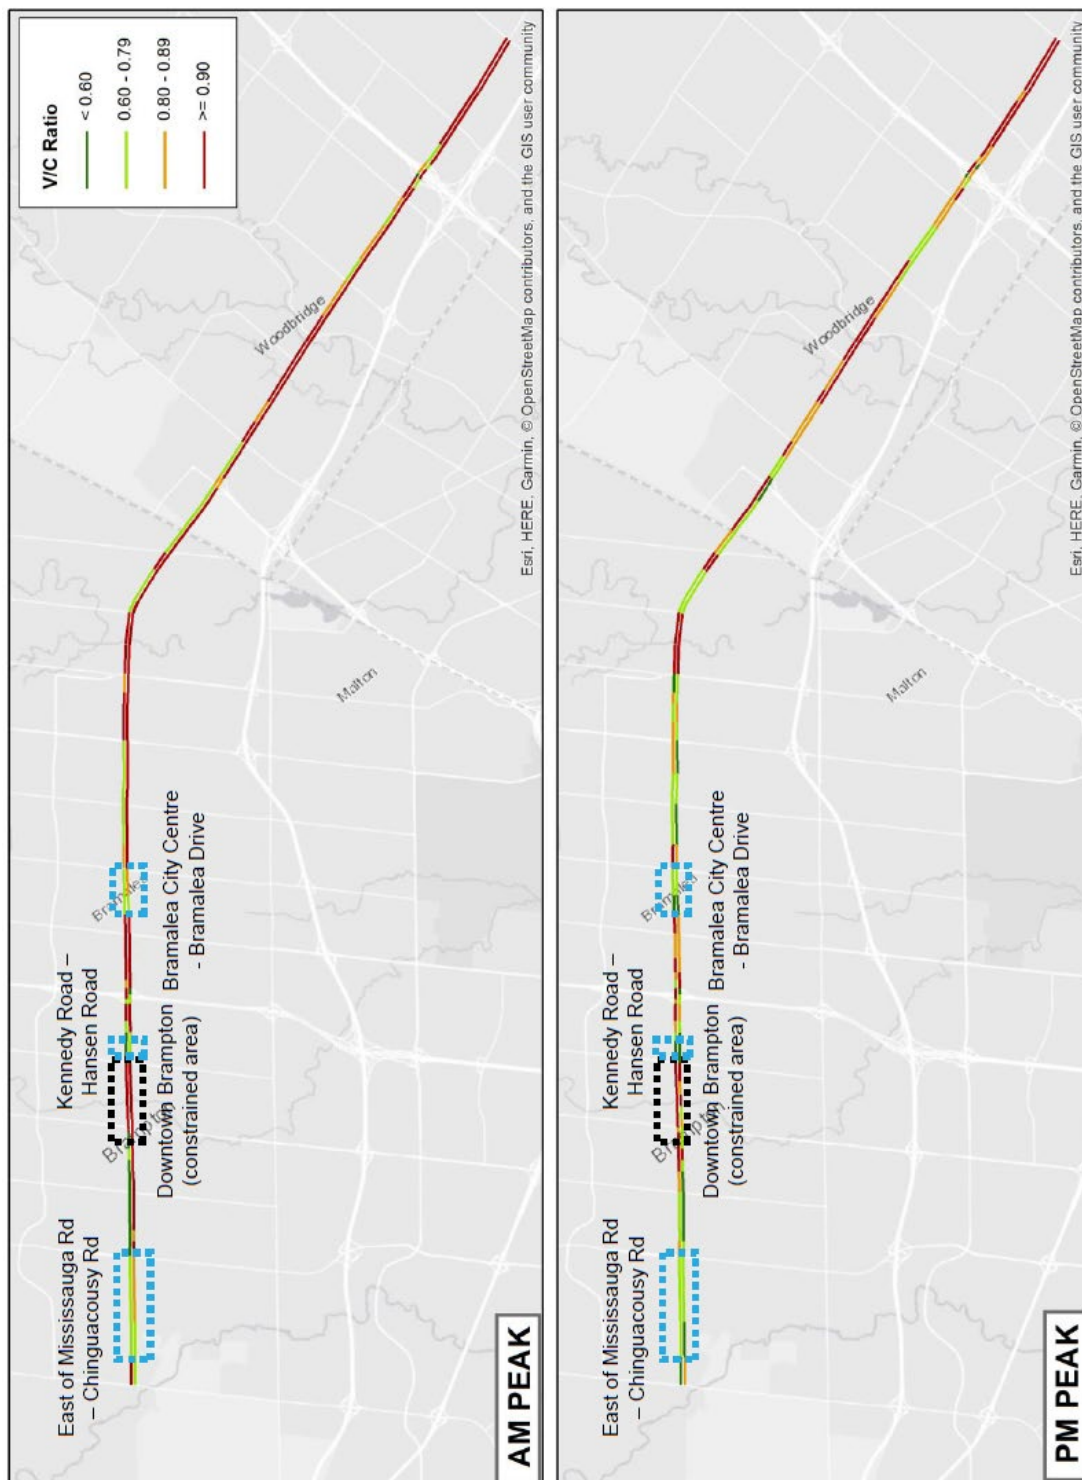 V/C Ratio
< 0.60
0.60 - 0.79
0.80 - 0.89
>= 0.90
Woodbridge
Malton
Bramalea
Brampton
East of Mississauga Rd
– Chinguacousy Rd
Kennedy Road –
Hansen Road
Downtown Brampton
(constrained area)
Bramalea City Centre
- Bramalea Drive
AM PEAK
Esri, HERE, Garmin, © OpenStreetMap contributors, and the GIS user community
Woodbridge
Malton
Bramalea
Brampton
East of Mississauga Rd
– Chinguacousy Rd
Kennedy Road –
Hansen Road
Downtown Brampton
(constrained area)
Bramalea City Centre
- Bramalea Drive
PM PEAK
Esri, HERE, Garmin, © OpenStreetMap contributors, and the GIS user community